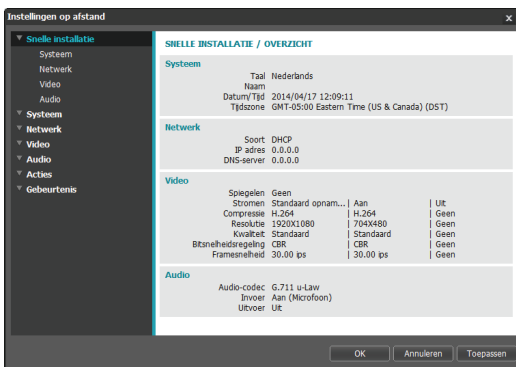 Instellingen op afstand x
Snelle installatie
Systeem
Netwerk
Video
Audio
Systeem
Netwerk
Video
Audio
Acties
Gebeurtenis
SNELLE INSTALLATIE / OVERZICHT
Systeem
Taal Nederlands
Naam
Datum/Tijd 2014/04/17 12:09:11
Tijdszone GMT-05:00 Eastern Time (US & Canada) (DST)
Netwerk
Soort DHCP
IP adres 0.0.0.0
DNS-server 0.0.0.0
Video
Spiegelen Geen
Stromen Standaard opnam... | Aan | Uit
Compressie H.264 | H.264 | Geen
Resolutie 1920X1080 | 704X480 | Geen
Kwaliteit Standaard | Standaard | Geen
Bitsnelheidsregeling CBR | CBR | Geen
Framesnelheid 30.00 ips | 30.00 ips | Geen
Audio
Audio-codec G.711 u-Law
Invoer Aan (Microfoon)
Uitvoer Uit
OK Annuleren Toepassen